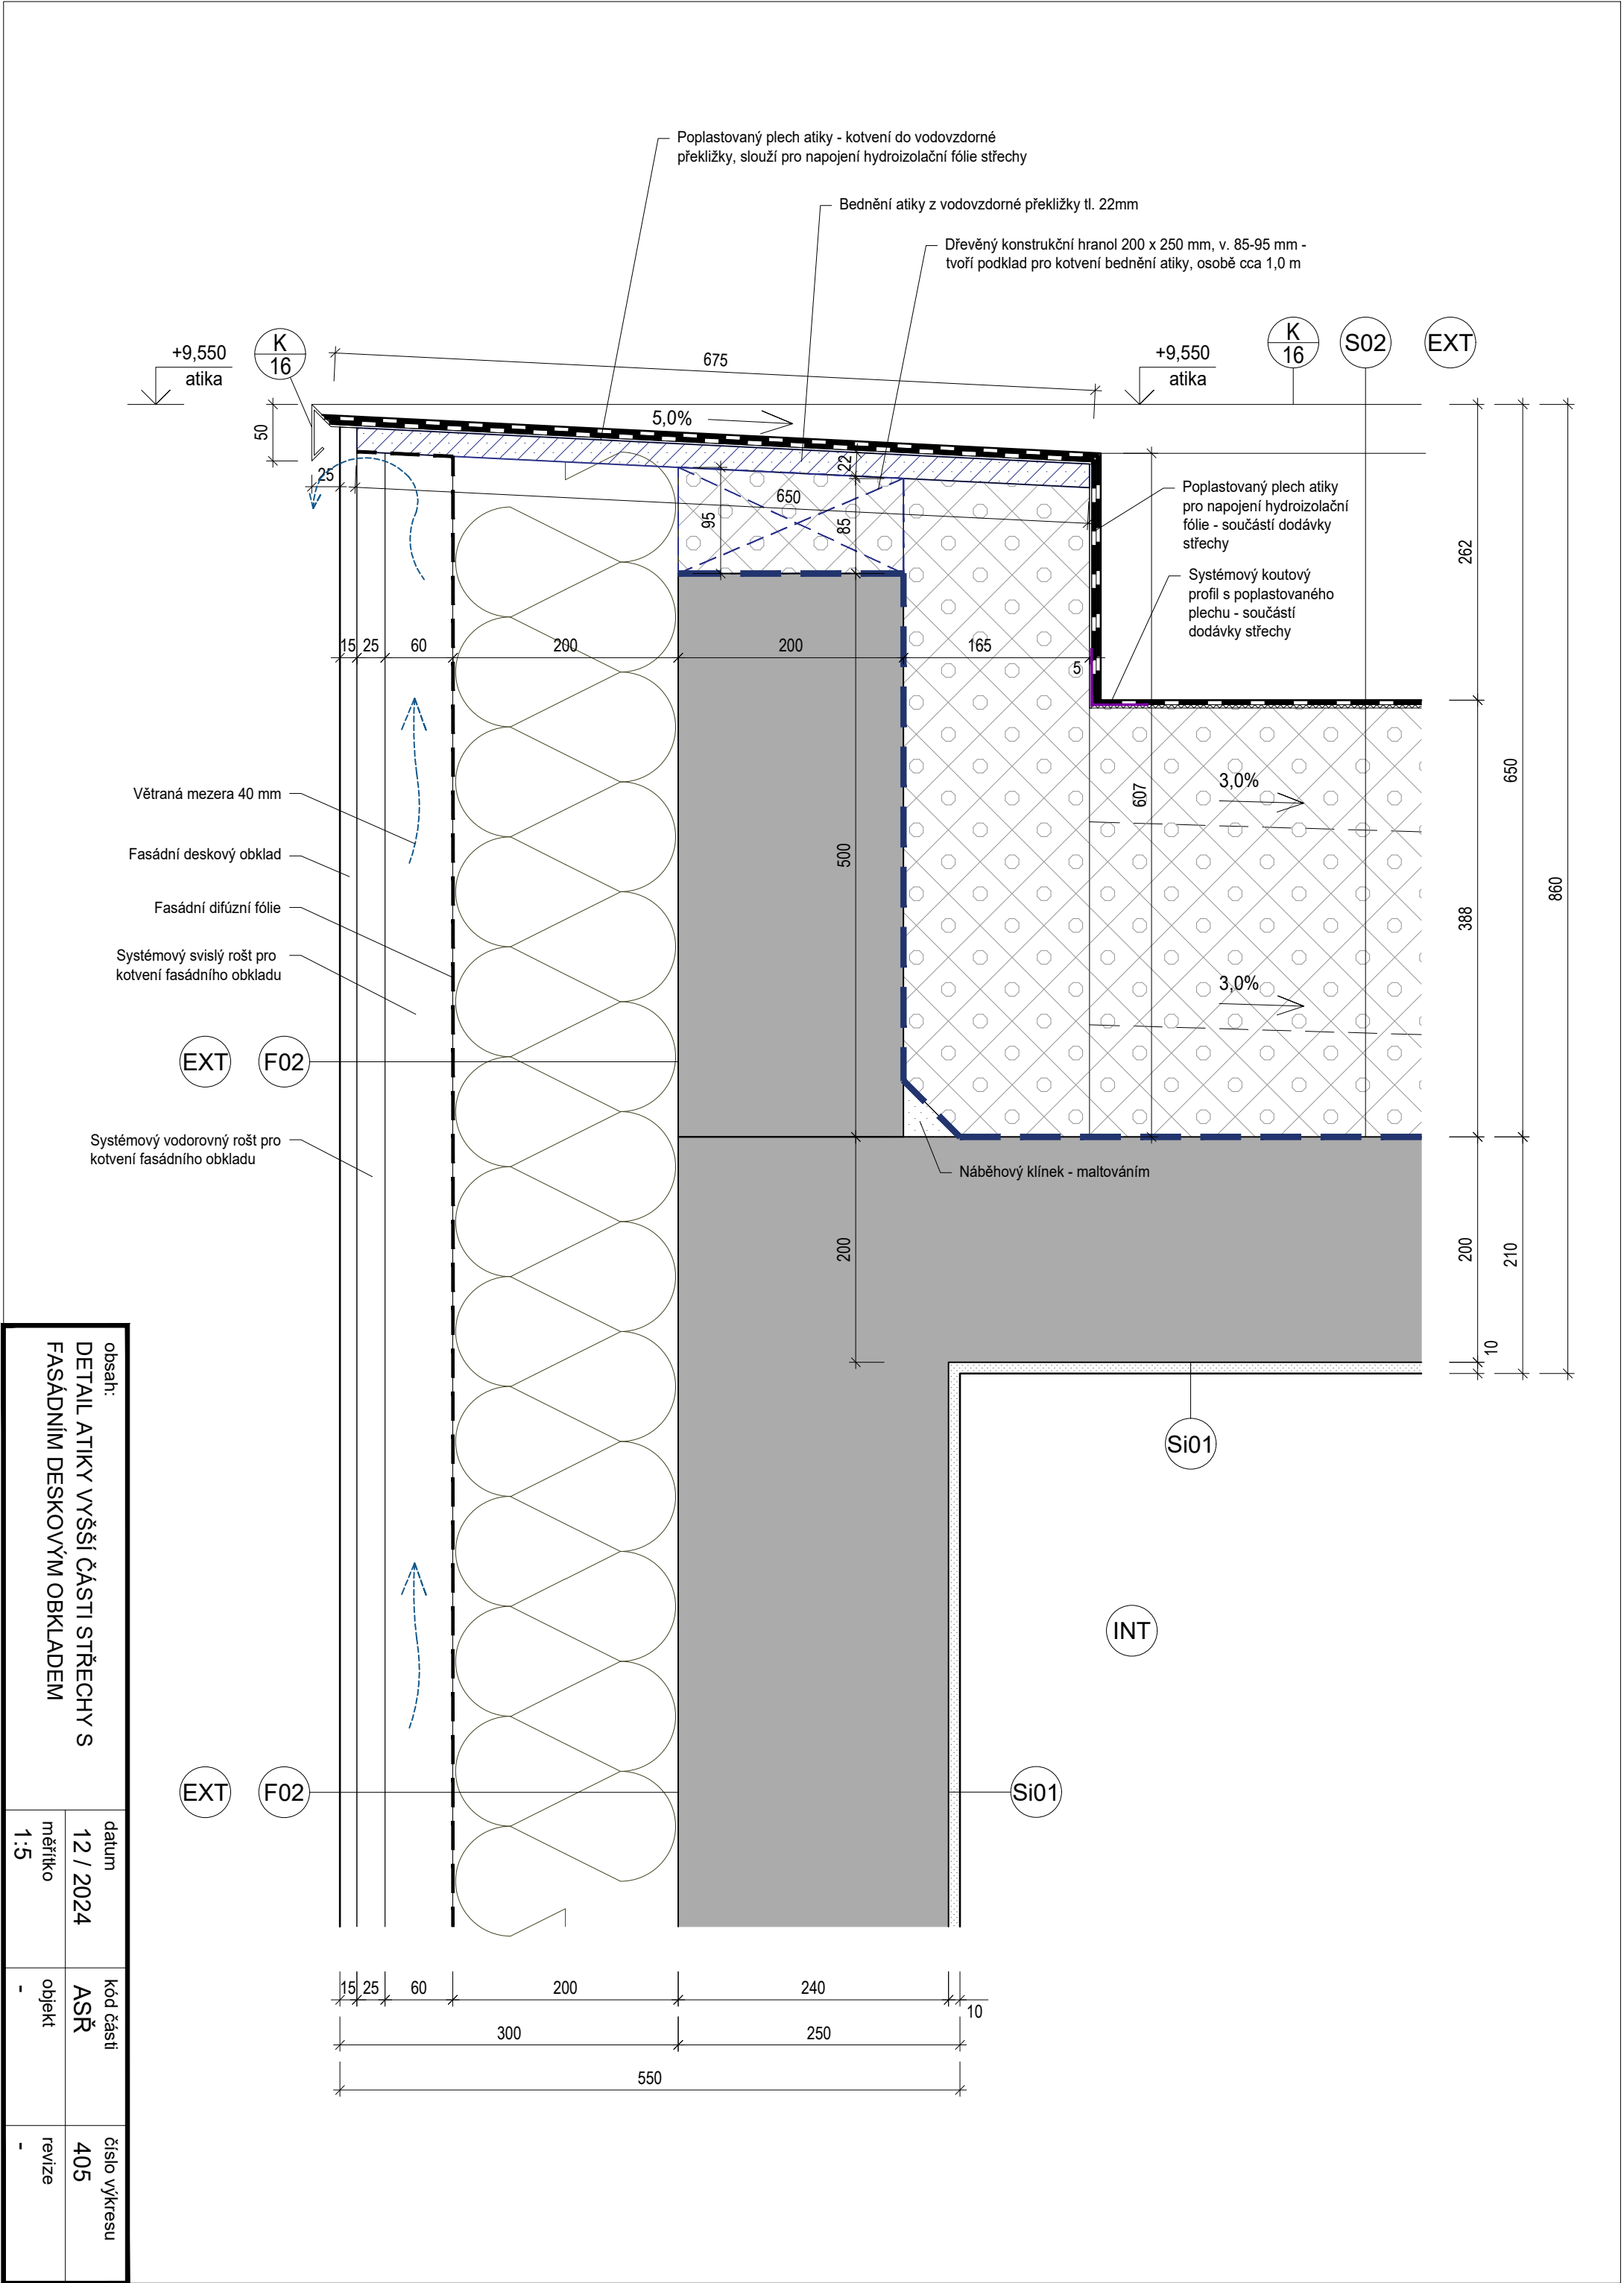 Poplastovaný plech atiky - kotvení do vodovzdorné
překližky, slouží pro napojení hydroizolační fólie střechy
Bednění atiky z vodovzdorné překližky tl. 22mm
Dřevěný konstrukční hranol 200 x 250 mm, v. 85-95 mm -
tvoří podklad pro kotvení bednění atiky, osobě cca 1,0 m
+9,550
atika
K
16
675
+9,550
atika
K
16
S02
EXT
50
5,0%
25
22
650
95
85
Poplastovaný plech atiky
pro napojení hydroizolační
fólie - součástí dodávky
střechy
262
Systémový koutový
profil s poplastovaného
plechu - součástí
dodávky střechy
15
25
60
200
200
165
5
Větraná mezera 40 mm
Fasádní deskový obklad
Fasádní difúzní fólie
Systémový svislý rošt pro
kotvení fasádního obkladu
500
607
3,0%
3,0%
650
388
860
EXT
F02
Systémový vodorovný rošt pro
kotvení fasádního obkladu
Náběhový klínek - maltováním
200
200
210
10
Si01
INT
EXT
F02
Si01
15
25
60
200
240
10
300
250
550
obsah:
DETAIL ATIKY VYŠŠÍ ČÁSTI STŘECHY S
FASÁDNÍM DESKOVÝM OBKLADEM
datum
12 / 2024
měřítko
1:5
kód části
ASŘ
objekt
-
číslo výkresu
405
revize
-